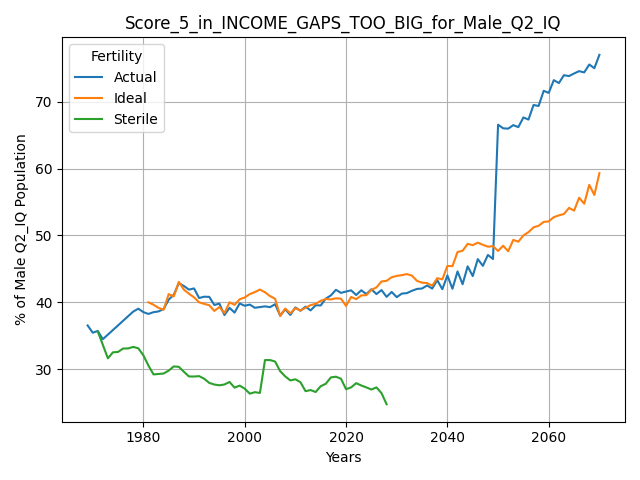 Score_5_in_INCOME_GAPS_TOO_BIG_for_Male_Q2_IQ
Fertility
Actual
Ideal
Sterile
% of Male Q2_IQ Population
70
60
50
40
30
1980
2000
2020
2040
2060
Years